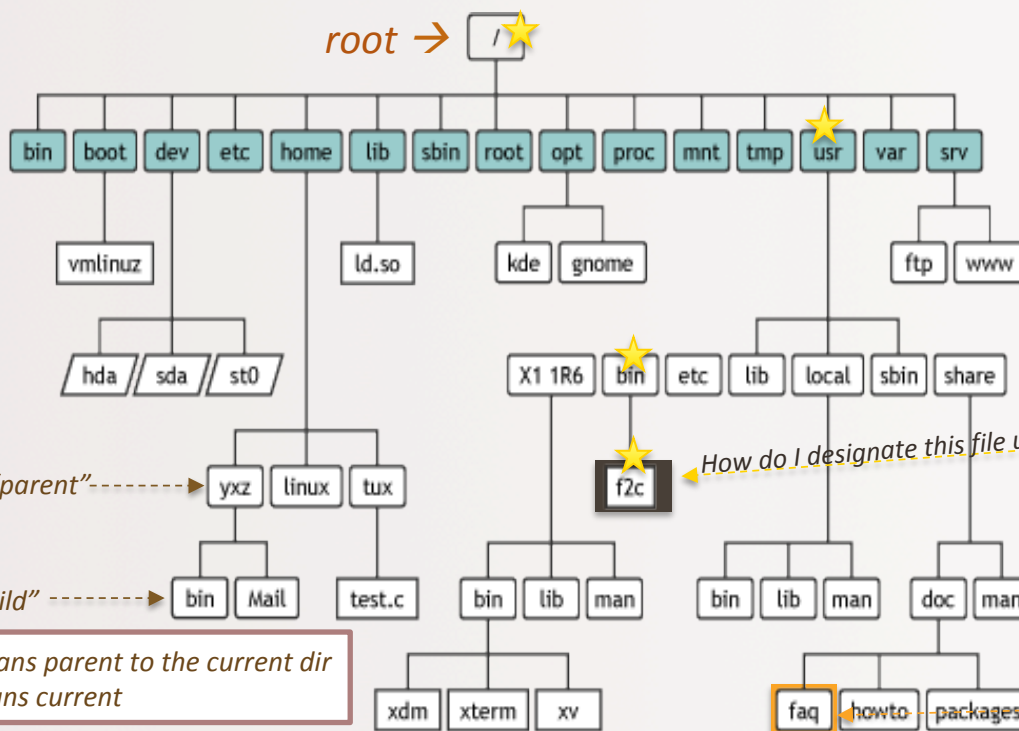 root →
/
bin boot dev etc home lib sbin root opt proc mnt tmp usr var srv
vmlinuz ld.so kde gnome ftp www
hda sda st0 X1 1R6 bin etc lib local sbin share
How do I designate this file u
parent”
yxz linux tux f2c
ild”
bin Mail test.c bin lib man bin lib man doc man
ans parent to the current dir
ans current
xdm xterm xv faq howto packages